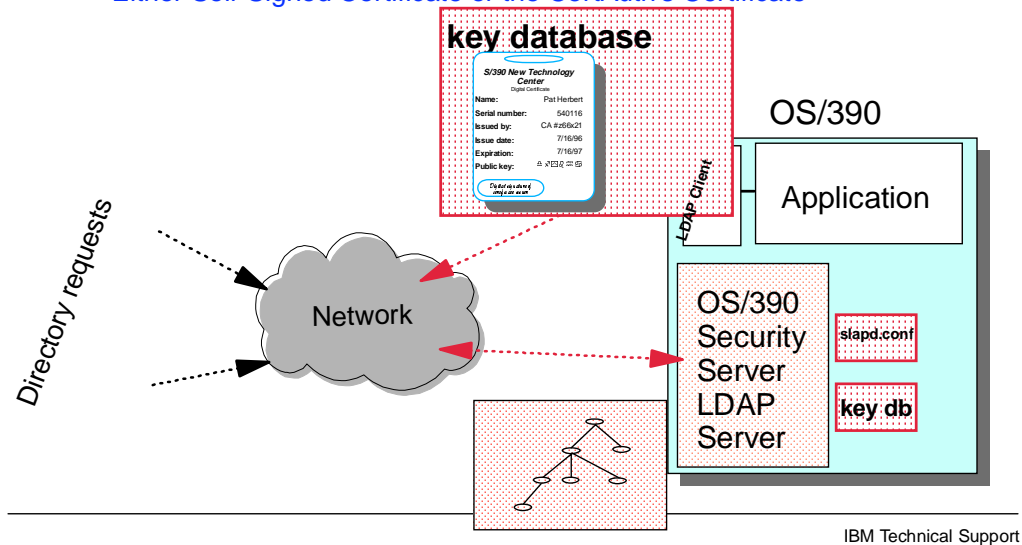 key database
S/390 New Technology
Center
Digital Certificate
Name: Pat Herbert
Serial number: 540116
Issued by: CA #z66x21
Issue date: 7/16/96
Expiration: 7/16/97
Public key:
OS/390
LDAP Client
Application
Directory requests
Network
OS/390
Security
Server
LDAP
Server
slapd.conf
key db
IBM Technical Support